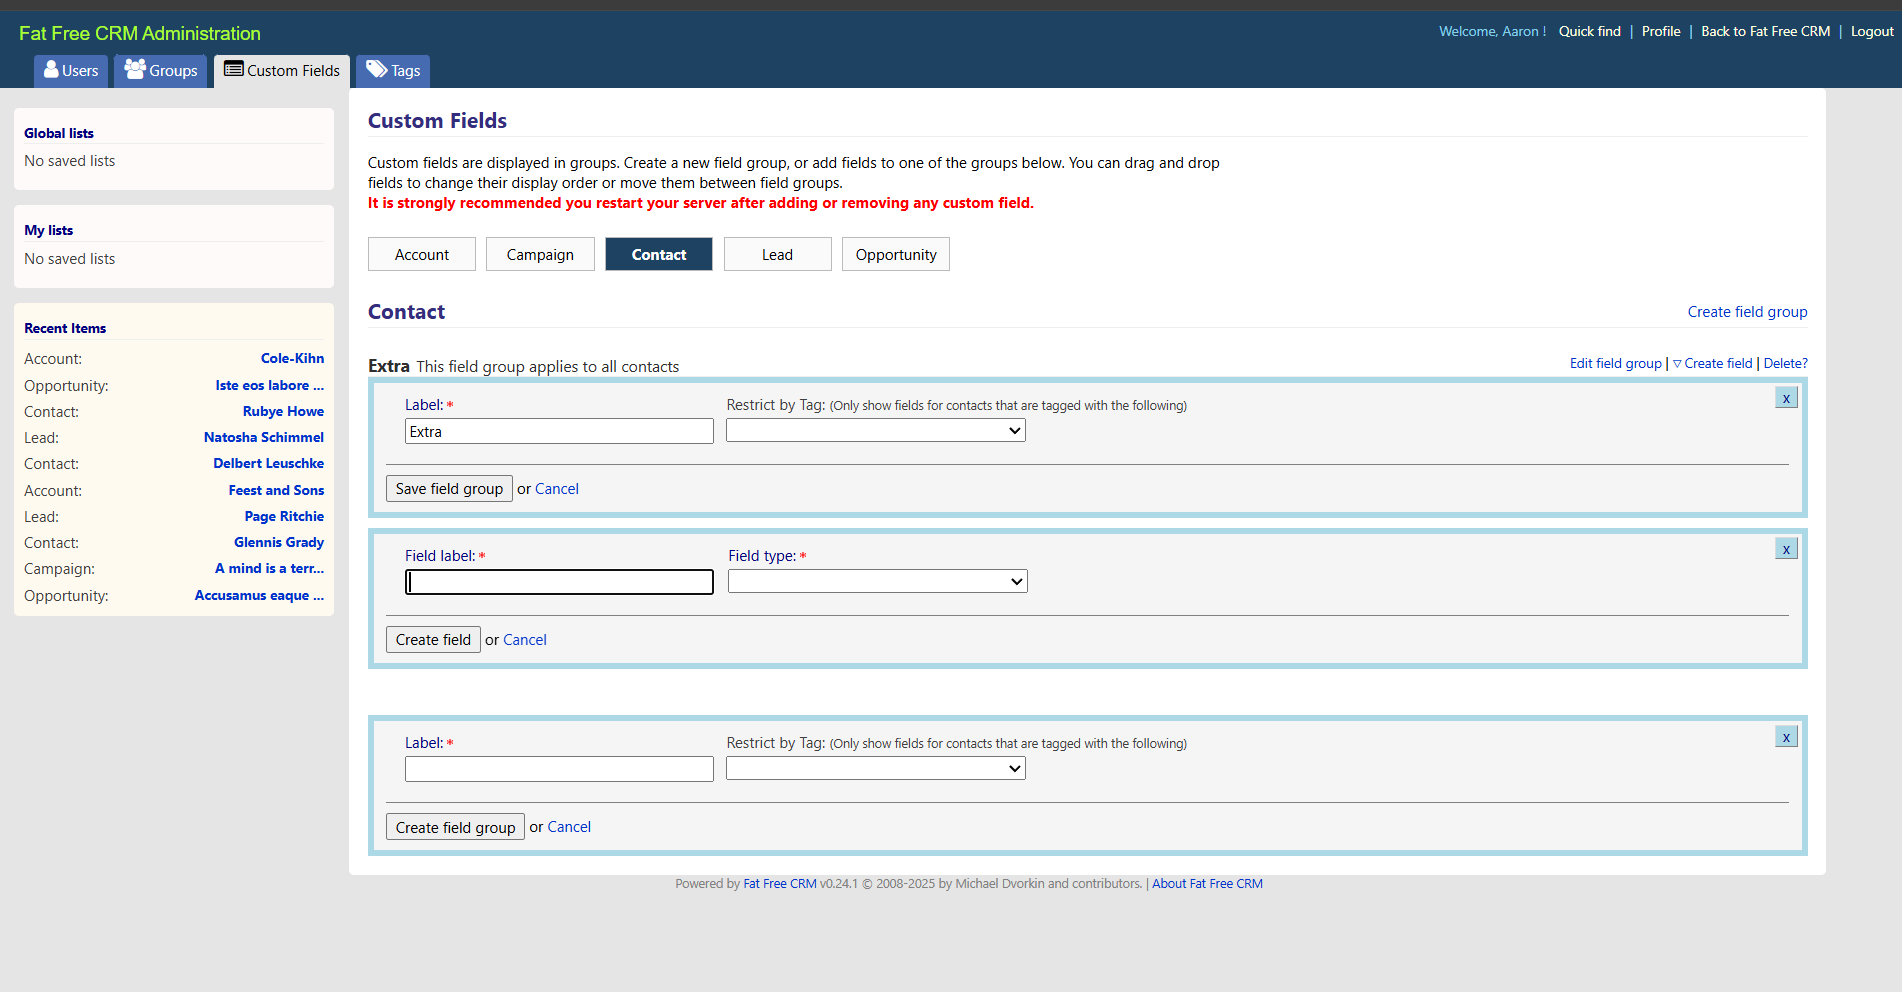 Fat Free CRM Administration
Welcome, Aaron ! Quick find | Profile | Back to Fat Free CRM | Logout
Users Groups Custom Fields Tags
Global lists
No saved lists
My lists
No saved lists
Recent Items
Account: Cole-Kihn
Opportunity: Iste eos labore ...
Contact: Rubye Howe
Lead: Natosha Schimmel
Contact: Delbert Leuschke
Account: Feest and Sons
Lead: Page Ritchie
Contact: Glennis Grady
Campaign: A mind is a terr...
Opportunity: Accusamus eaque ...
Custom Fields
Custom fields are displayed in groups. Create a new field group, or add fields to one of the groups below. You can drag and drop
fields to change their display order or move them between field groups.
It is strongly recommended you restart your server after adding or removing any custom field.
Account Campaign Contact Lead Opportunity
Contact Create field group
Extra This field group applies to all contacts Edit field group | ▽ Create field | Delete?
Label: * Restrict by Tag: (Only show fields for contacts that are tagged with the following) x
Extra
Save field group or Cancel
Field label: * Field type: * x
Create field or Cancel
Label: * Restrict by Tag: (Only show fields for contacts that are tagged with the following) x
Create field group or Cancel
Powered by Fat Free CRM v0.24.1 © 2008-2025 by Michael Dvorkin and contributors. | About Fat Free CRM